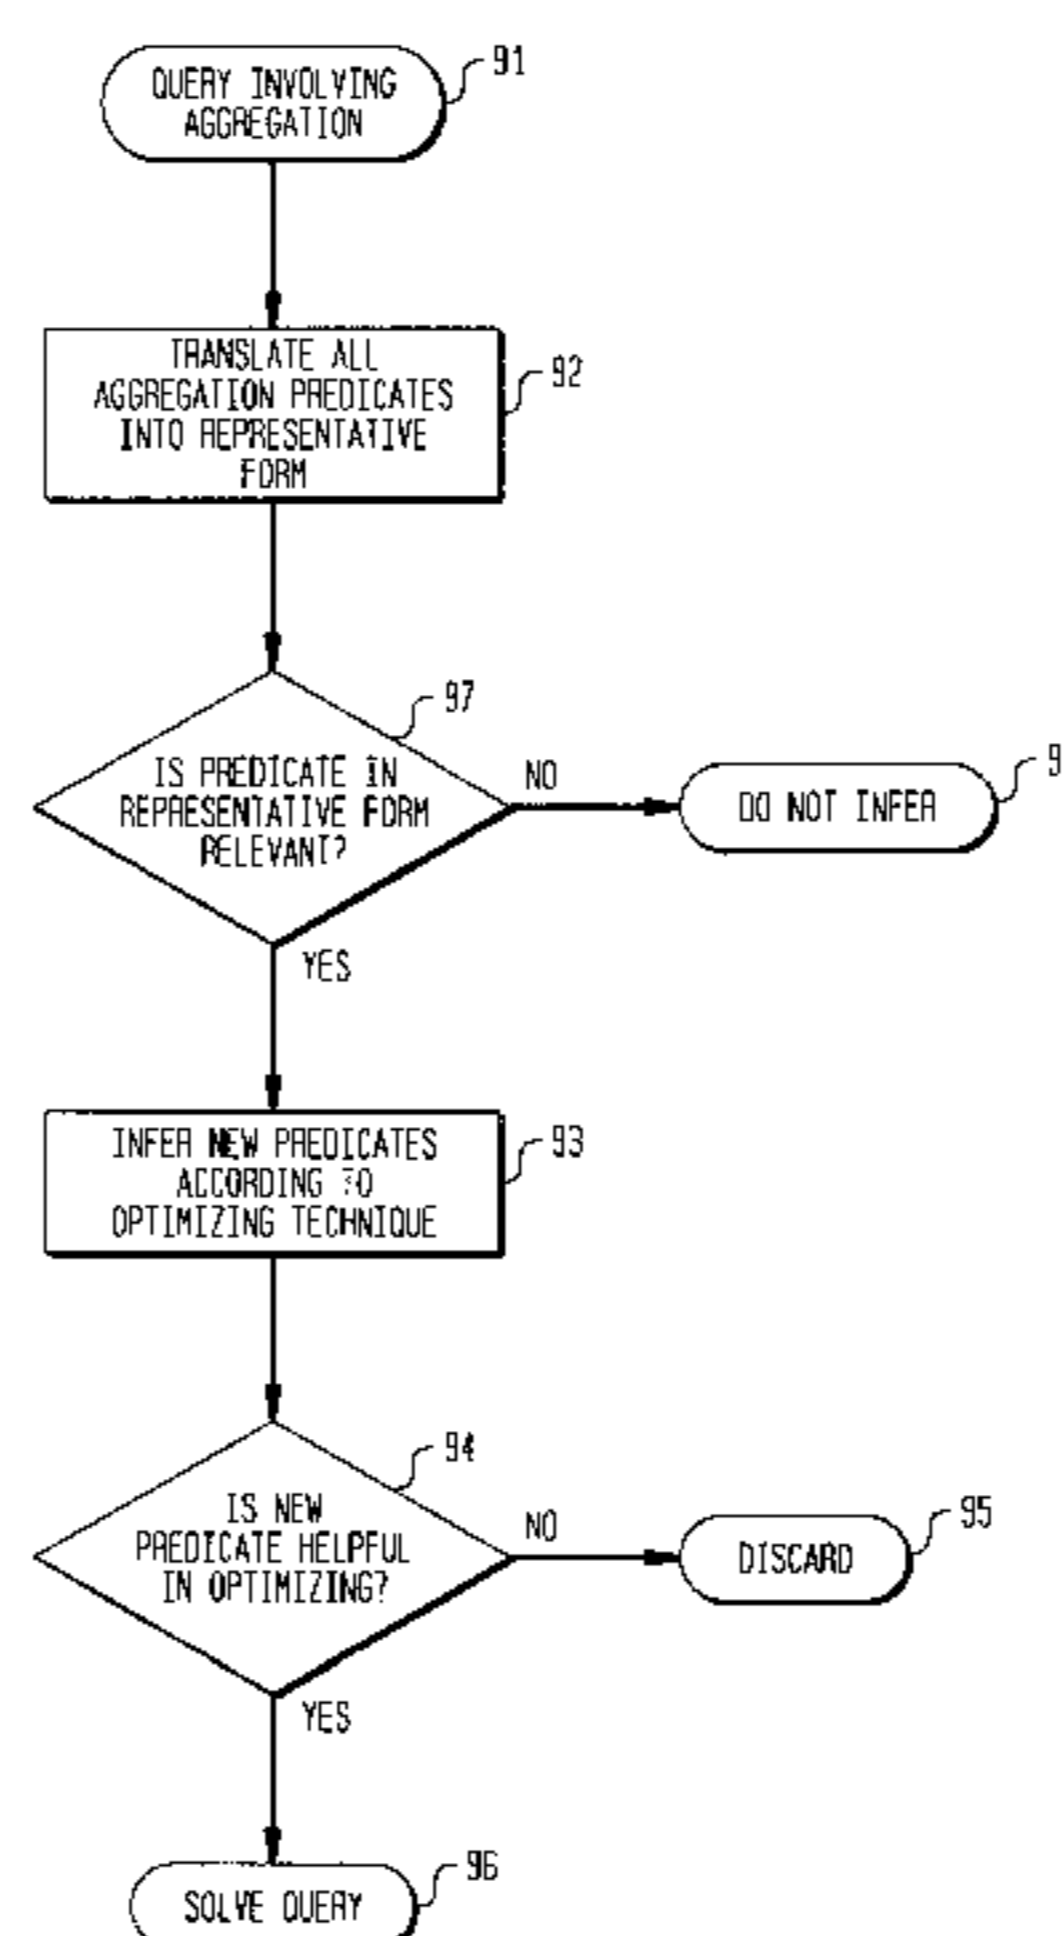 QUERY INVOLVING
AGGREGATION
91
TRANSLATE ALL
AGGREGATION PREDICATES
INTO REPRESENTATIVE
FORM
92
97
IS PREDICATE IN
REPRESENTATIVE FORM
RELEVANT?
NO
DO NOT INFER
9
YES
INFER NEW PREDICATES
ACCORDING TO
OPTIMIZING TECHNIQUE
93
94
IS NEW
PREDICATE HELPFUL
IN OPTIMIZING?
NO
DISCARD
95
YES
SOLVE QUERY
96